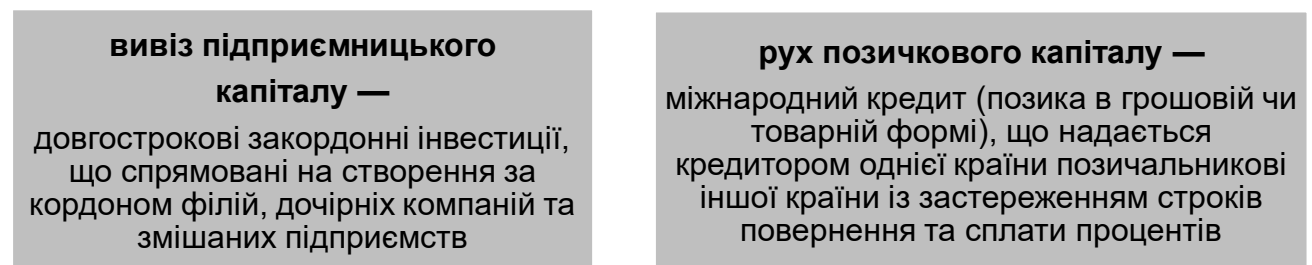 вивіз підприємницького
капіталу —
довгострокові закордонні інвестиції,
що спрямовані на створення за
кордоном філій, дочірніх компаній та
змішаних підприємств
рух позичкового капіталу —
міжнародний кредит (позика в грошовій чи
товарній формі), що надається
кредитором однієї країни позичальникові
іншої країни із застереженням строків
повернення та сплати процентів